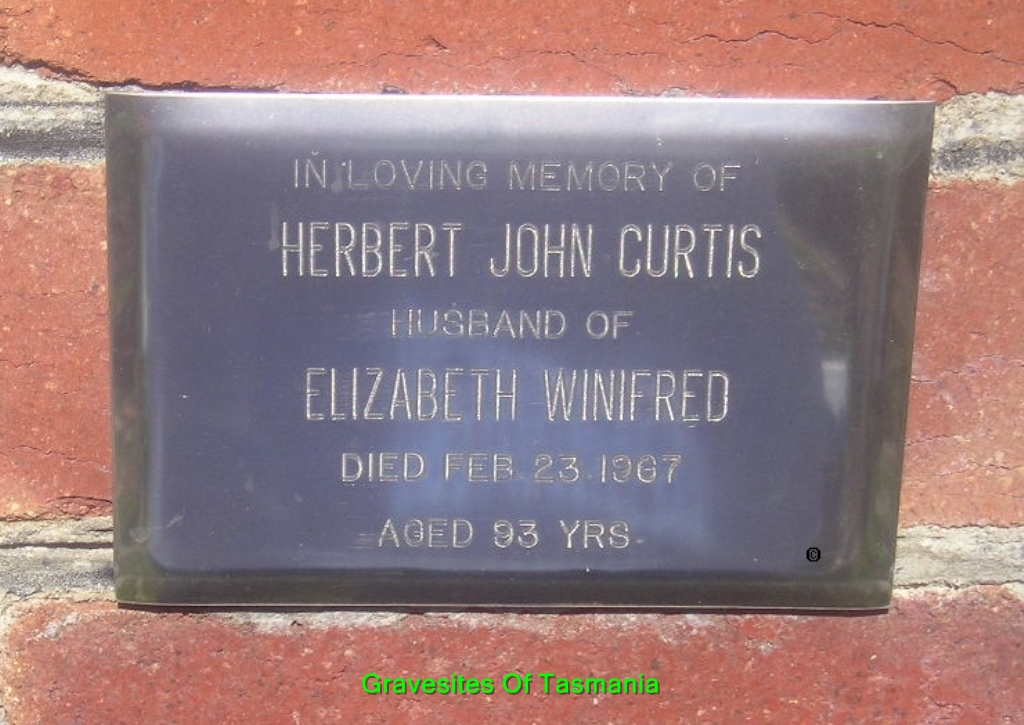 IN LOVING MEMORY OF
HERBERT JOHN CURTIS
HUSBAND OF
ELIZABETH WINIFRED
DIED FEB. 23. 1967
AGED 93 YRS.
©
Gravesites Of Tasmania